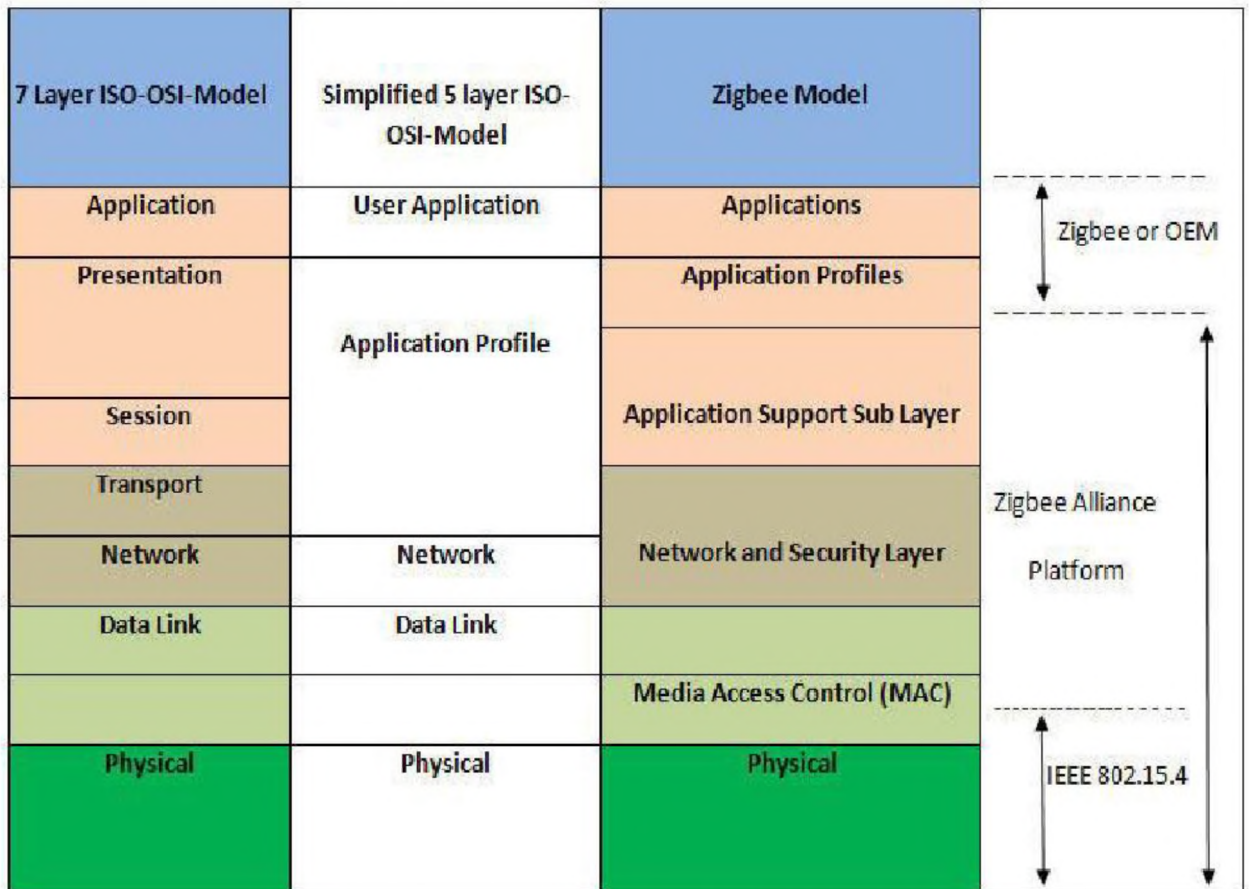 7 Layer ISO-OSI-Model
Simplified 5 layer ISO-
OSI-Model
Zigbee Model
Application
User Application
Applications
Zigbee or OEM
Presentation
Application Profile
Application Profiles
Session
Application Support Sub Layer
Transport
Zigbee Alliance
Platform
Network
Network
Network and Security Layer
Data Link
Data Link
Media Access Control (MAC)
Physical
Physical
Physical
IEEE 802.15.4